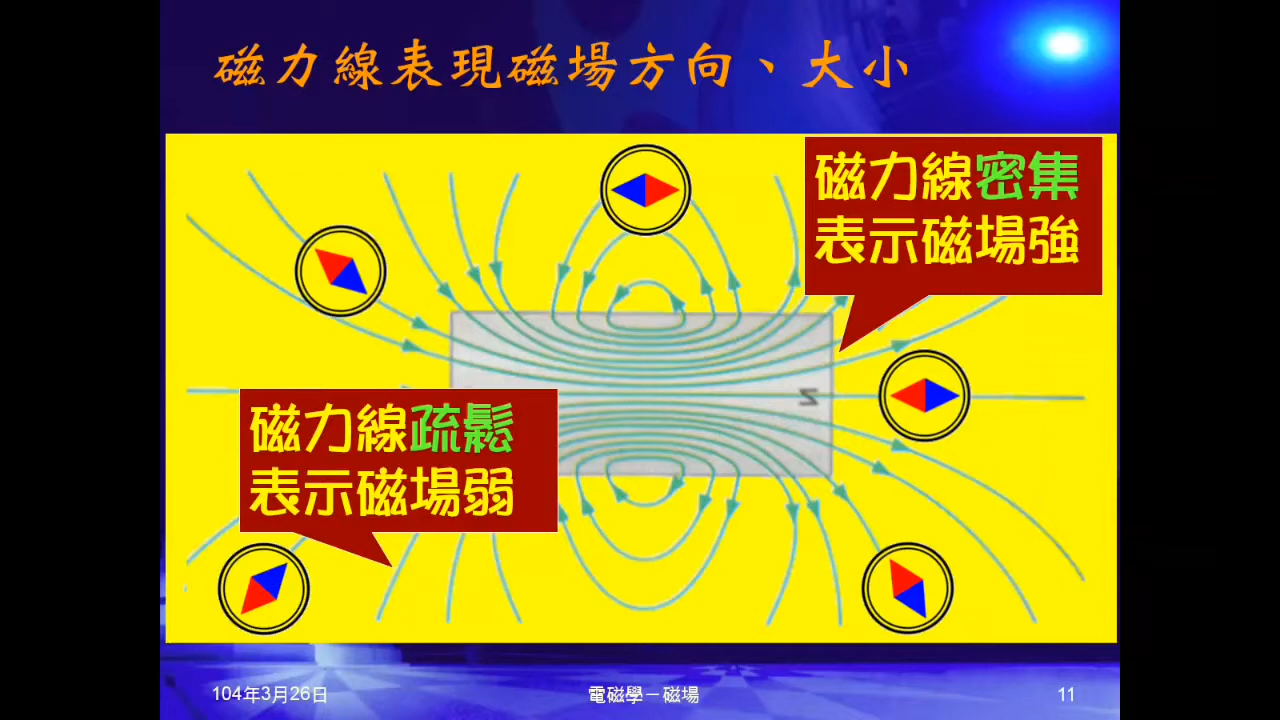 磁力線表現磁場方向、大小
磁力線密集
表示磁場強
N
磁力線疏鬆
表示磁場弱
104年3月26日
電磁學－磁場
11